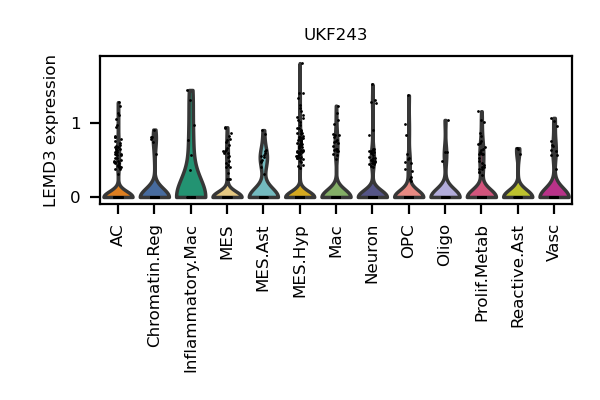 UKF243
LEMD3 expression
1
0
AC
Chromatin.Reg
Inflammatory.Mac
MES
MES.Ast
MES.Hyp
Mac
Neuron
OPC
Oligo
Prolif.Metab
Reactive.Ast
Vasc